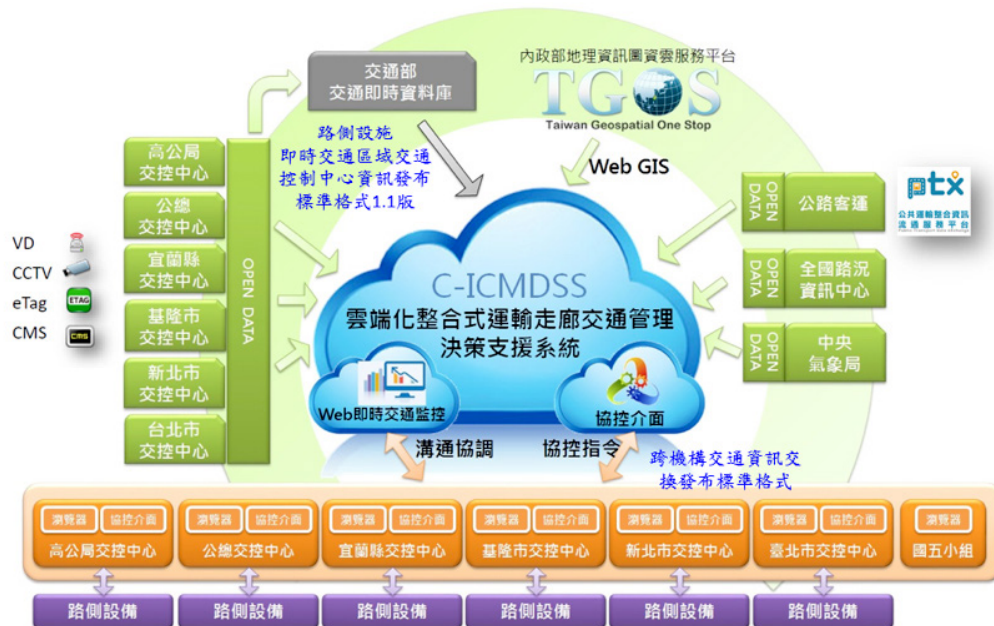 交通部
交通即時資料庫
內政部地理資訊圖資雲服務平台
TGOS
Taiwan Geospatial One Stop
Web GIS
路側設施
即時交通區域交通
控制中心資訊發布
標準格式1.1版
VD
CCTV
eTag
ETAG
CMS
CMS
高公局
交控中心
公總
交控中心
宜蘭縣
交控中心
基隆市
交控中心
新北市
交控中心
台北市
交控中心
OPEN DATA
OPEN DATA
公路客運
ptx
公共運輸整合資訊
流通服務平台
OPEN DATA
全國路況
資訊中心
OPEN DATA
中央
氣象局
C-ICMDSS
雲端化整合式運輸走廊交通管理
決策支援系統
Web即時交通監控
協控介面
溝通協調
協控指令
跨機構交通資訊交
換發布標準格式
瀏覽器 協控介面
高公局交控中心
瀏覽器 協控介面
公總交控中心
瀏覽器 協控介面
宜蘭縣交控中心
瀏覽器 協控介面
基隆市交控中心
瀏覽器 協控介面
新北市交控中心
瀏覽器 協控介面
臺北市交控中心
瀏覽器
國五小組
路側設備
路側設備
路側設備
路側設備
路側設備
路側設備